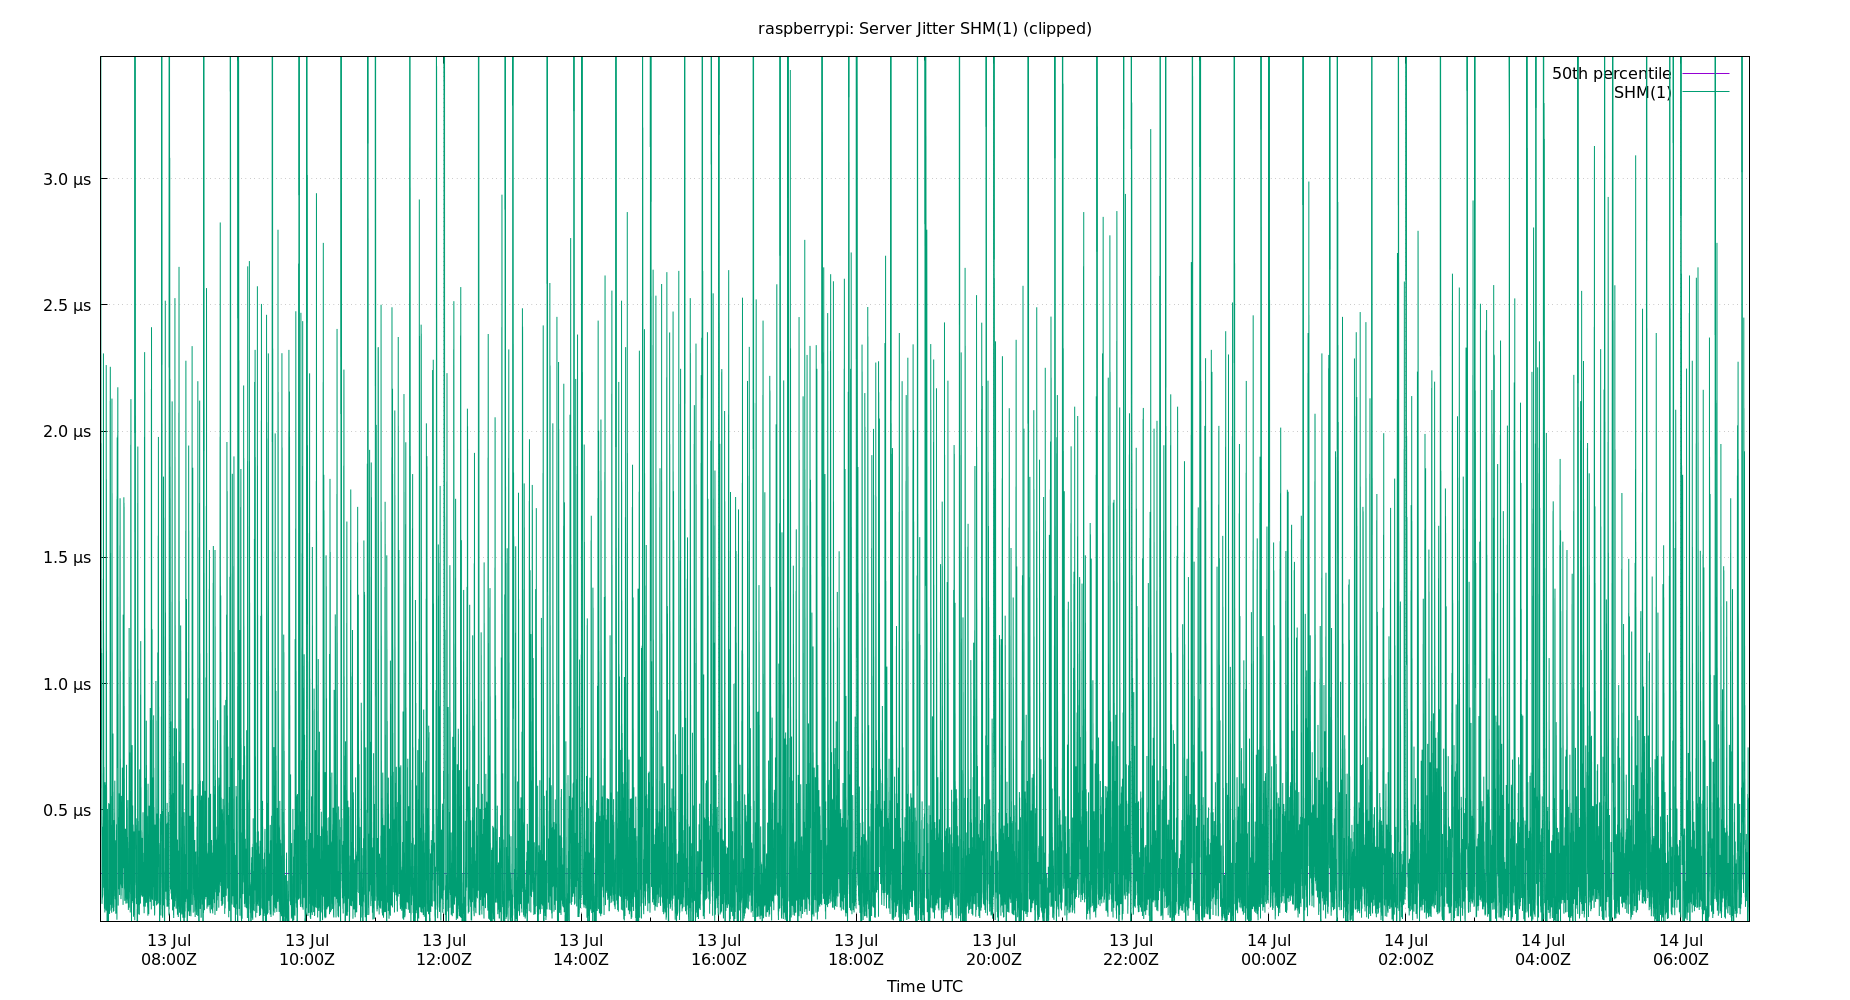 raspberrypi: Server Jitter SHM(1) (clipped)
50th percentile
SHM(1)
3.0 µs
2.5 µs
2.0 µs
1.5 µs
1.0 µs
0.5 µs
13 Jul 13 Jul 13 Jul 13 Jul 13 Jul 13 Jul 13 Jul 13 Jul 14 Jul 14 Jul 14 Jul 14 Jul
08:00Z 10:00Z 12:00Z 14:00Z 16:00Z 18:00Z 20:00Z 22:00Z 00:00Z 02:00Z 04:00Z 06:00Z
Time UTC